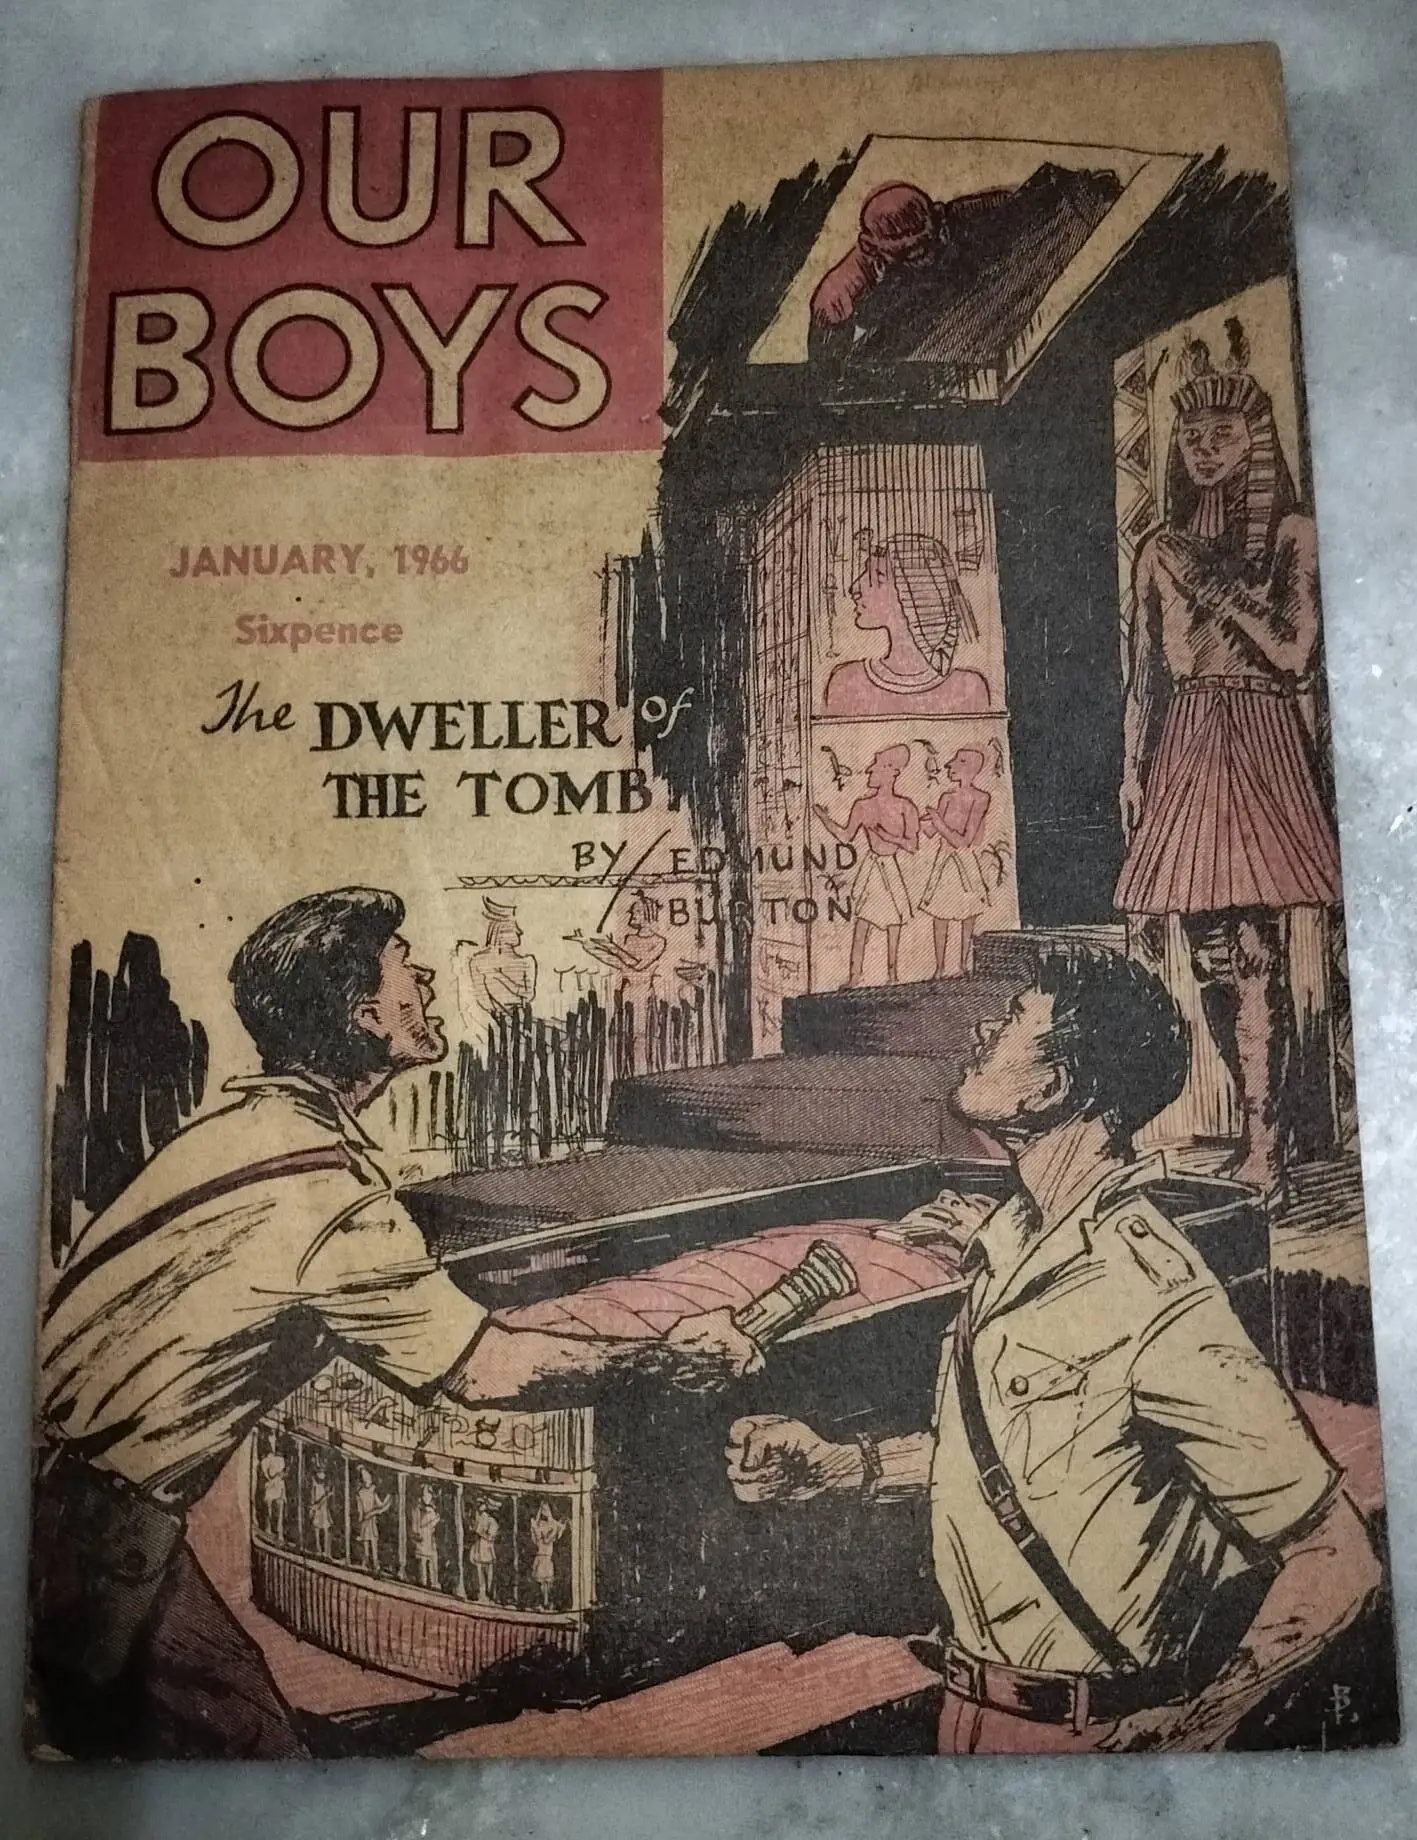 OUR
BOYS
JANUARY, 1966
Sixpence
The DWELLER of
THE TOMB
BY / EDMUND
BURTON